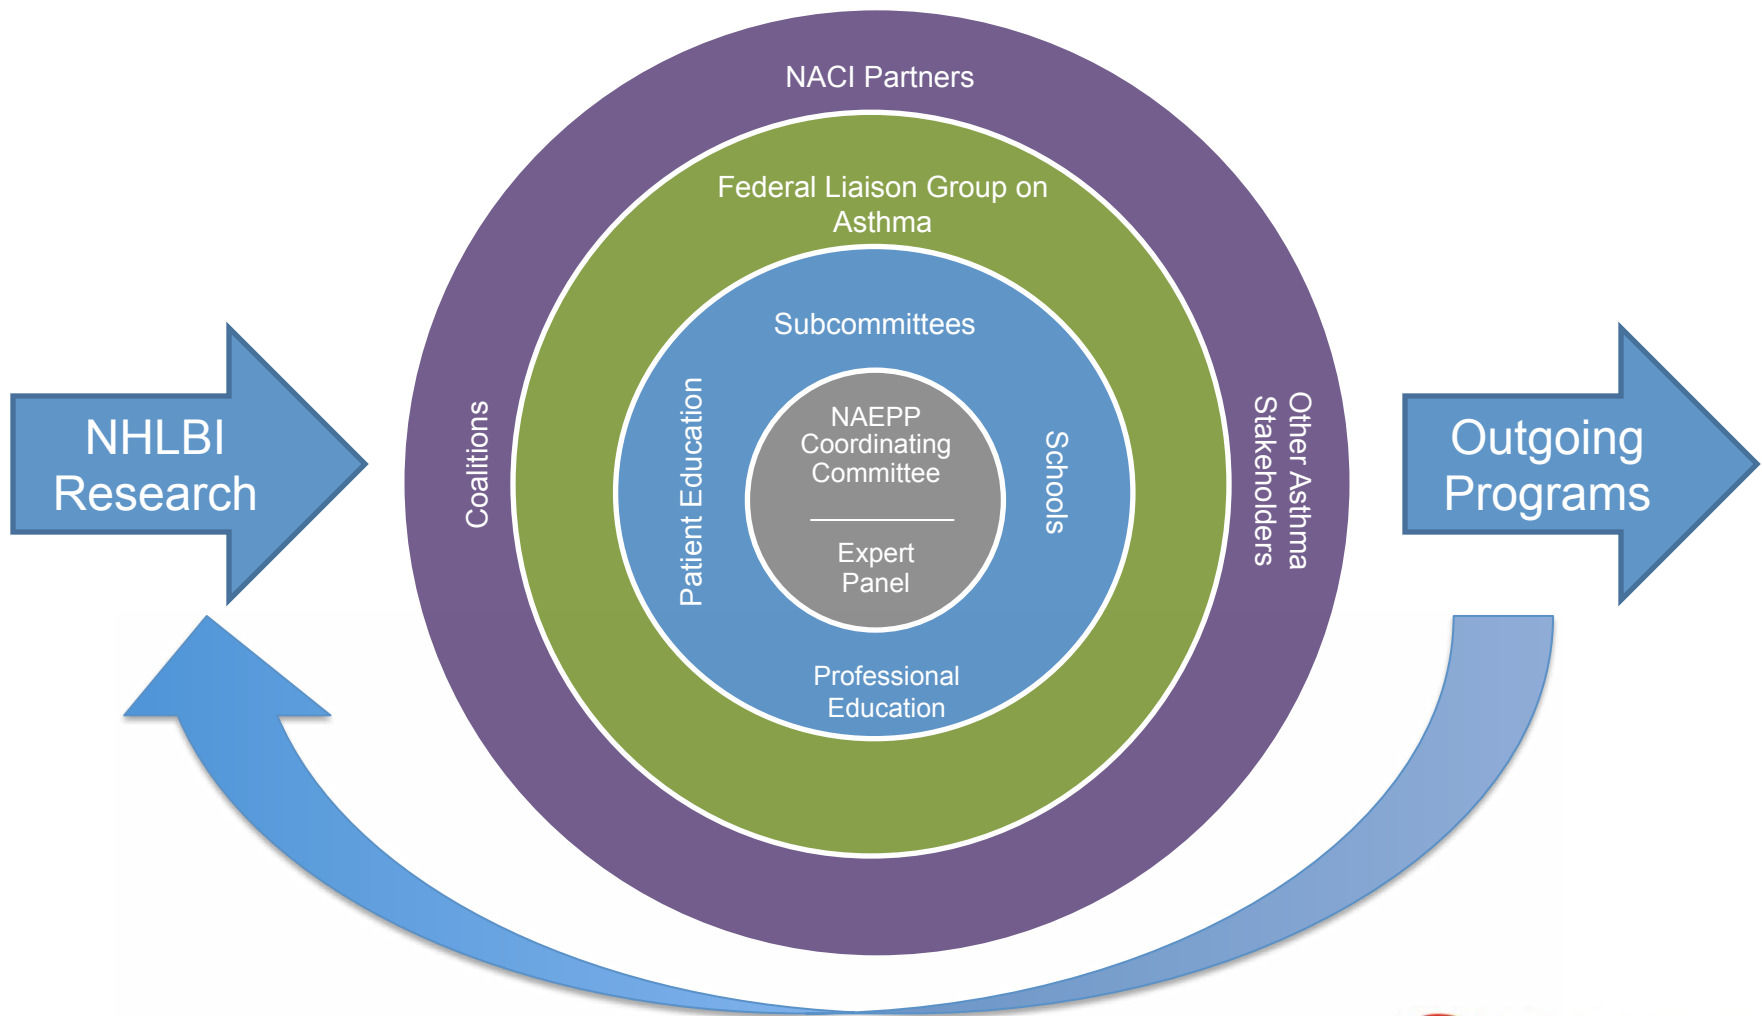 NACI Partners
Federal Liaison Group on
Asthma
Subcommittees
NHLBI
Research
Coalitions
Patient Education
NAEPP
Coordinating
Committee
Expert
Panel
Schools
Other Asthma
Stakeholders
Outgoing
Programs
Professional
Education